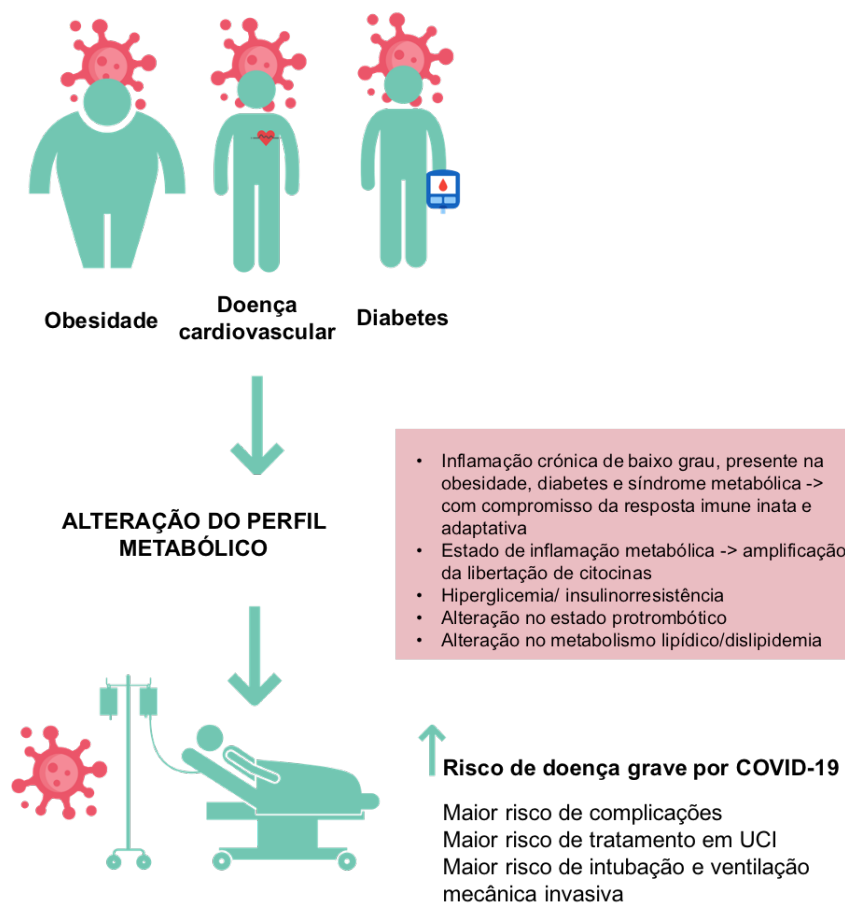 Obesidade
Doença
cardiovascular
Diabetes
ALTERAÇÃO DO PERFIL
METABÓLICO
• Inflamação crónica de baixo grau, presente na
obesidade, diabetes e síndrome metabólica ->
com compromisso da resposta imune inata e
adaptativa
• Estado de inflamação metabólica -> amplificação
da libertação de citocinas
• Hiperglicemia/ insulinorresistência
• Alteração no estado protrombótico
• Alteração no metabolismo lipídico/dislipidemia
Risco de doença grave por COVID-19
Maior risco de complicações
Maior risco de tratamento em UCI
Maior risco de intubação e ventilação
mecânica invasiva